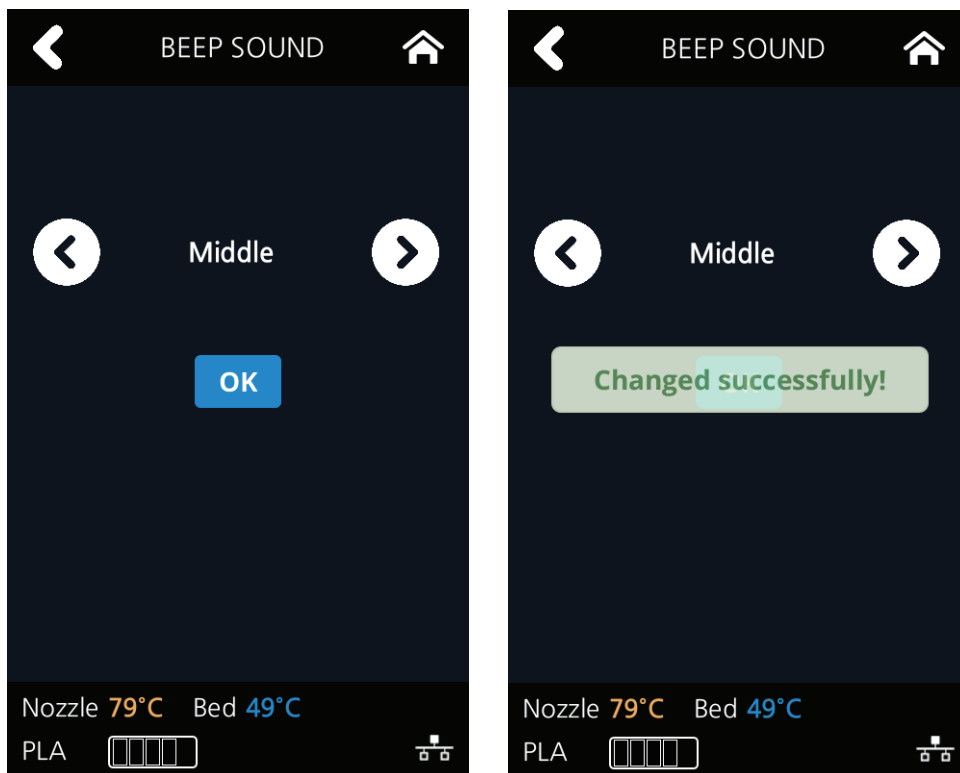 BEEP SOUND
Middle
OK
Nozzle 79°C Bed 49°C
PLA
BEEP SOUND
Middle
Changed successfully!
Nozzle 79°C Bed 49°C
PLA